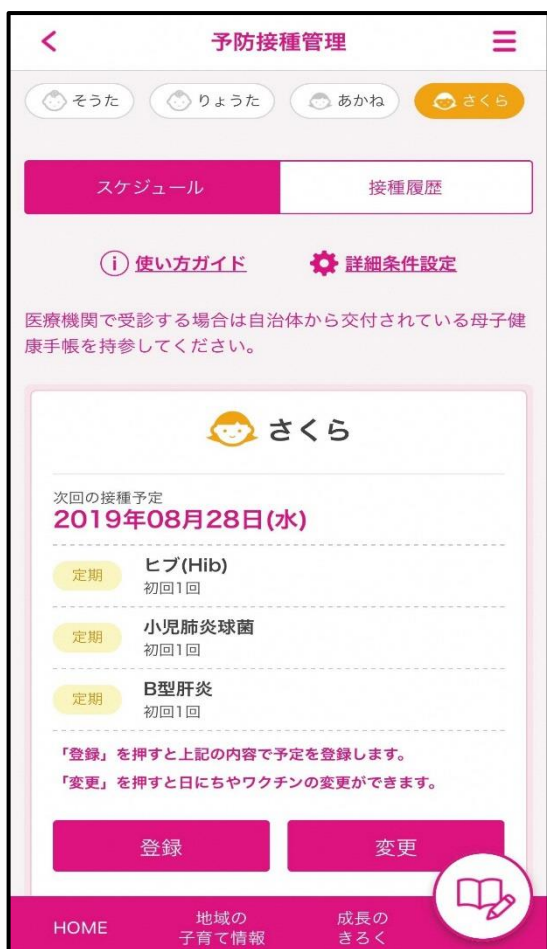 予防接種管理
そうた
りょうた
あかね
さくら
スケジュール
接種履歴
使い方ガイド
詳細条件設定
医療機関で受診する場合は自治体から交付されている母子健
康手帳を持参してください。
さくら
次回の接種予定
2019年08月28日(水)
定期
ヒブ(Hib)
初回1回
定期
小児肺炎球菌
初回1回
定期
B型肝炎
初回1回
「登録」を押すと上記の内容で予定を登録します。
「変更」を押すと日にちやワクチンの変更ができます。
登録
変更
HOME
地域の
子育て情報
成長の
きろく